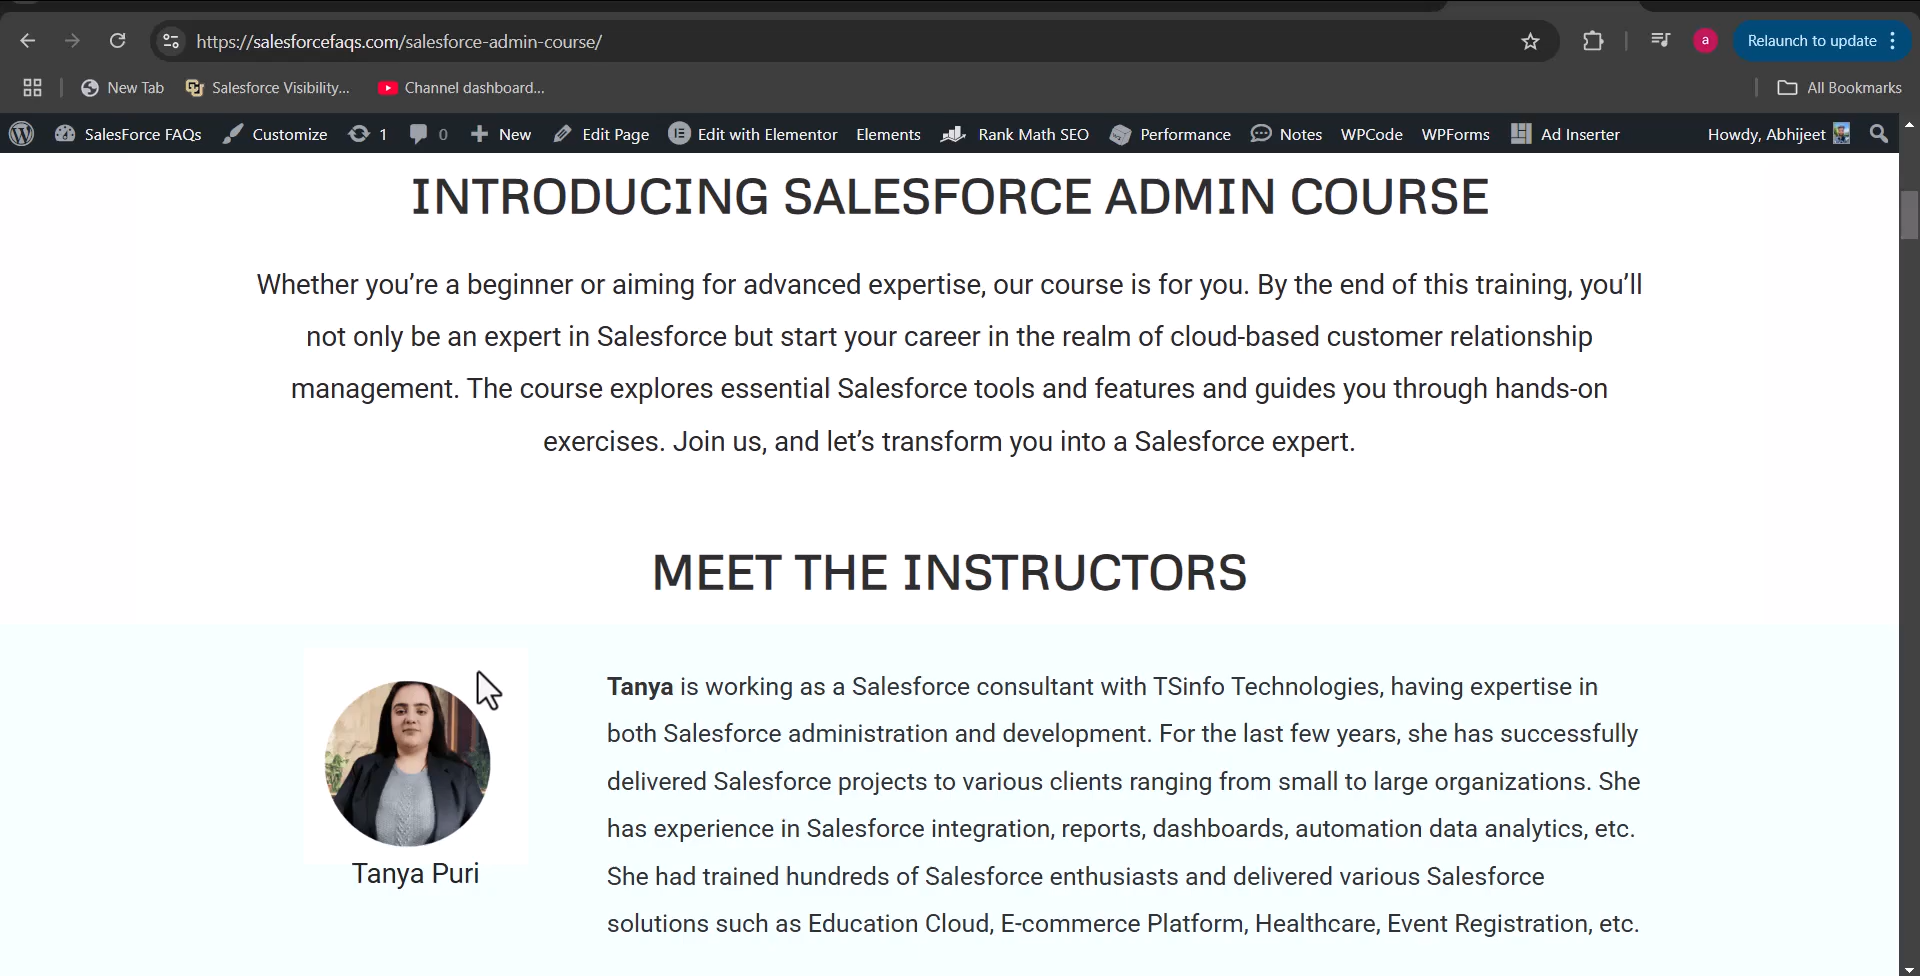 https://salesforcefaqs.com/salesforce-admin-course/
a
Relaunch to update
New Tab
Salesforce Visibility...
Channel dashboard...
All Bookmarks
SalesForce FAQs
Customize
1
0
New
Edit Page
Edit with Elementor
Elements
Rank Math SEO
Performance
Notes
WPCode
WPForms
Ad Inserter
Howdy, Abhijeet
INTRODUCING SALESFORCE ADMIN COURSE
Whether you’re a beginner or aiming for advanced expertise, our course is for you. By the end of this training, you’ll
not only be an expert in Salesforce but start your career in the realm of cloud-based customer relationship
management. The course explores essential Salesforce tools and features and guides you through hands-on
exercises. Join us, and let’s transform you into a Salesforce expert.
MEET THE INSTRUCTORS
Tanya Puri
Tanya is working as a Salesforce consultant with TSinfo Technologies, having expertise in
both Salesforce administration and development. For the last few years, she has successfully
delivered Salesforce projects to various clients ranging from small to large organizations. She
has experience in Salesforce integration, reports, dashboards, automation data analytics, etc.
She had trained hundreds of Salesforce enthusiasts and delivered various Salesforce
solutions such as Education Cloud, E-commerce Platform, Healthcare, Event Registration, etc.